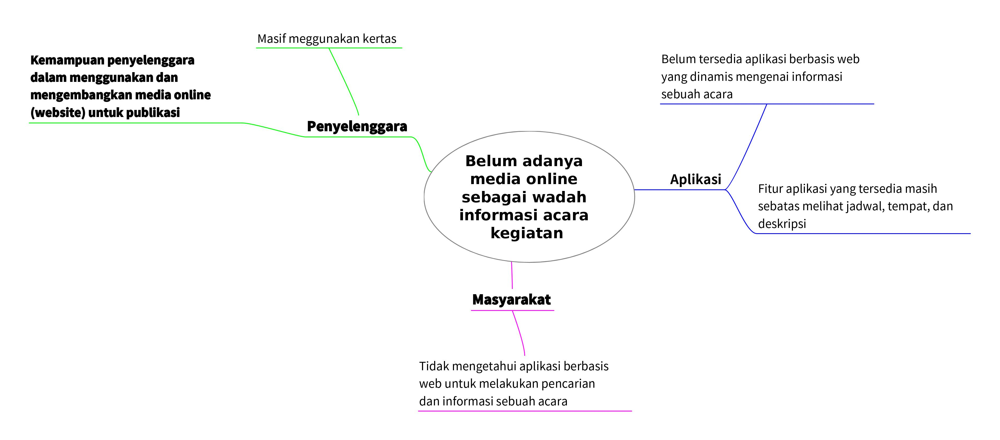 Masif meggunakan kertas
Kemampuan penyelenggara
dalam menggunakan dan
mengembangkan media online
(website) untuk publikasi
Penyelenggara
Belum adanya
media online
sebagai wadah
informasi acara
kegiatan
Belum tersedia aplikasi berbasis web
yang dinamis mengenai informasi
sebuah acara
Aplikasi
Fitur aplikasi yang tersedia masih
sebatas melihat jadwal, tempat, dan
deskripsi
Masyarakat
Tidak mengetahui aplikasi berbasis
web untuk melakukan pencarian
dan informasi sebuah acara